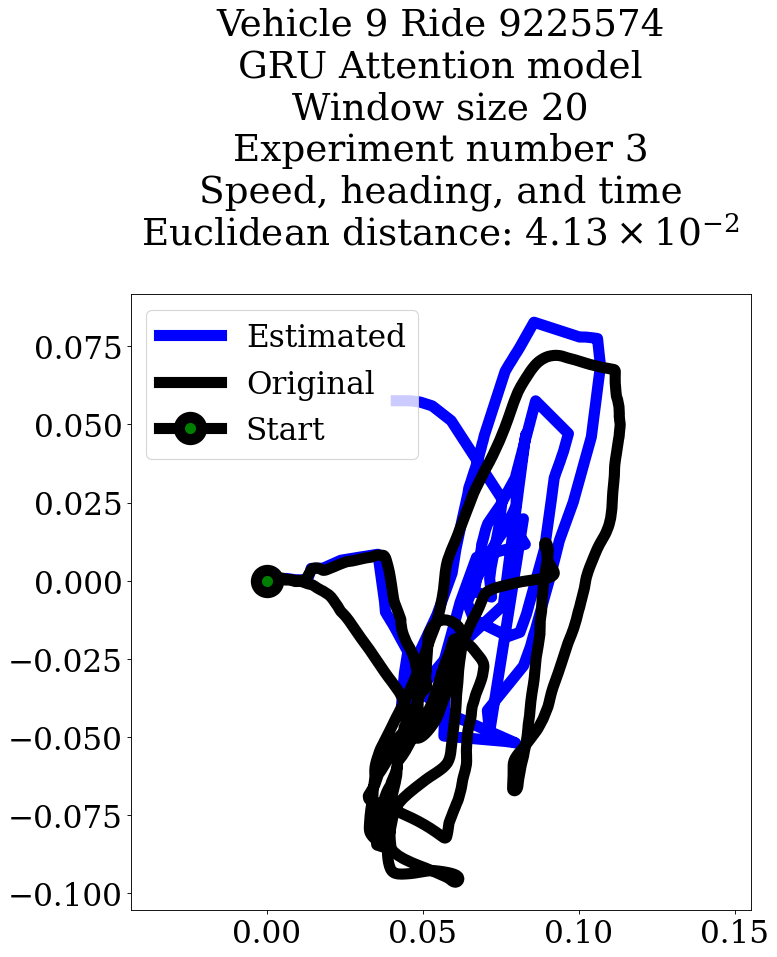 Vehicle 9 Ride 9225574
GRU Attention model
Window size 20
Experiment number 3
Speed, heading, and time
Euclidean distance: 4.13 × 10⁻²
Estimated
Original
Start
0.075
0.050
0.025
0.000
−0.025
−0.050
−0.075
−0.100
0.00 0.05 0.10 0.15